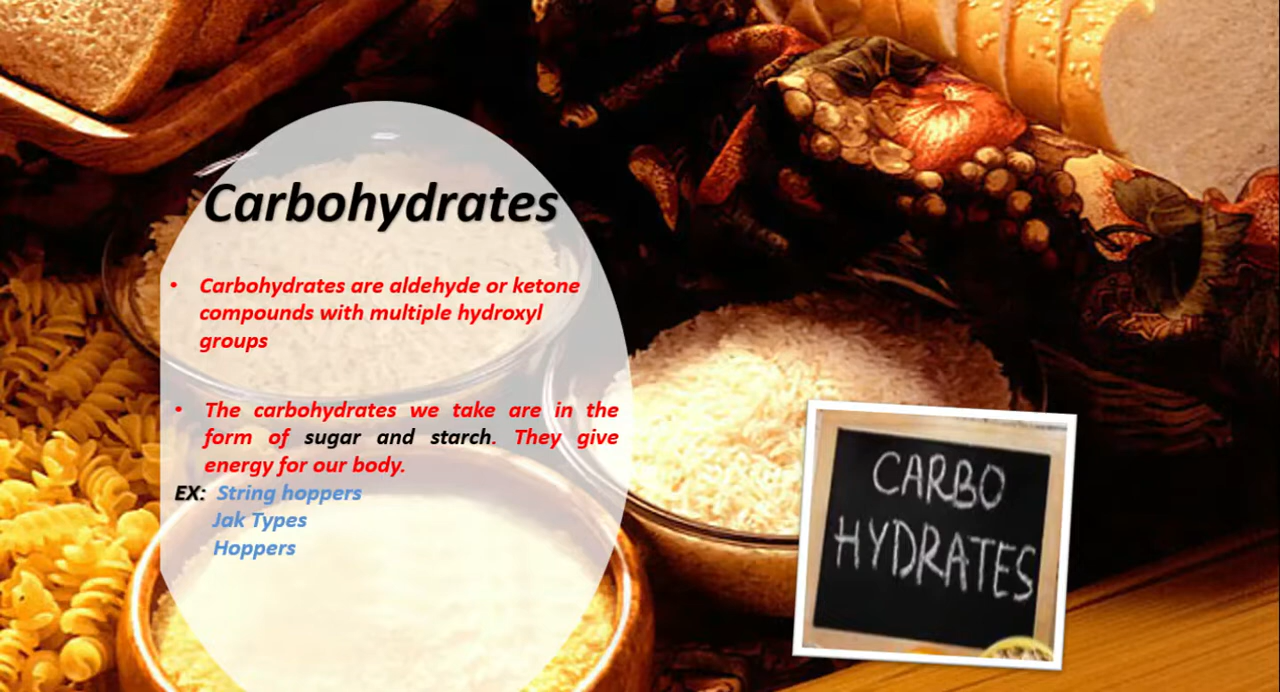 Carbohydrates
• Carbohydrates are aldehyde or ketone
compounds with multiple hydroxyl
groups
• The carbohydrates we take are in the
form of sugar and starch. They give
energy for our body.
EX: String hoppers
Jak Types
Hoppers
CARBO
HYDRATES